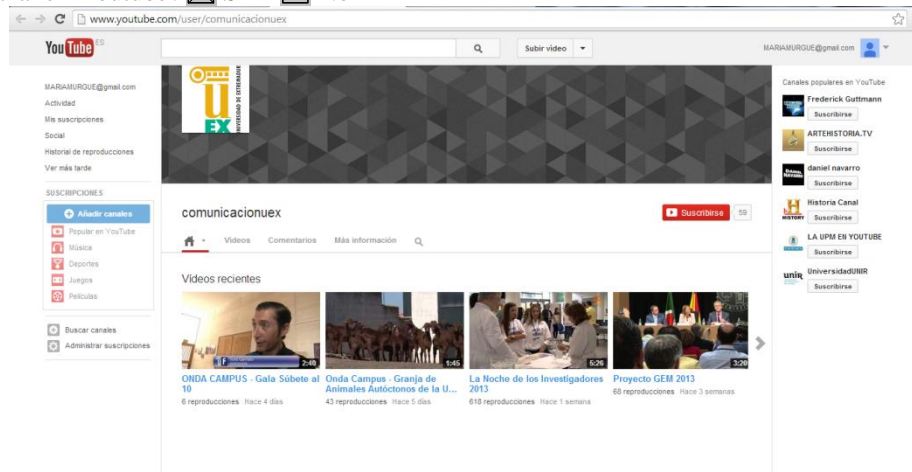 www.youtube.com/user/comunicacionuex
YouTube ES
Subir vídeo
MARIAMURGUE@gmail.com
MARIAMURGUE@gmail.com
Actividad
Mis suscripciones
Social
Historial de reproducciones
Ver más tarde
SUSCRIPCIONES
Añadir canales
Popular en YouTube
Música
Deportes
Juegos
Películas
Buscar canales
Administrar suscripciones
UEX
UNIVERSIDAD DE EXTREMADURA
comunicacionuex
Suscribirse 59
Vídeos Comentarios Más información
Vídeos recientes
2:40
ONDA CAMPUS - Gala Súbete al
10
6 reproducciones Hace 4 días
1:45
Onda Campus - Granja de
Animales Autóctonos de la U...
43 reproducciones Hace 5 días
5:26
La Noche de los Investigadores
2013
618 reproducciones Hace 1 semana
3:20
Proyecto GEM 2013
68 reproducciones Hace 3 semanas
Canales populares en YouTube
Frederick Guttmann
Suscribirse
ARTEHISTORIA.TV
Suscribirse
daniel navarro
Suscribirse
Historia Canal
HISTORY
Suscribirse
LA UPM EN YOUTUBE
Suscribirse
unir
UniversidadUNIR
Suscribirse